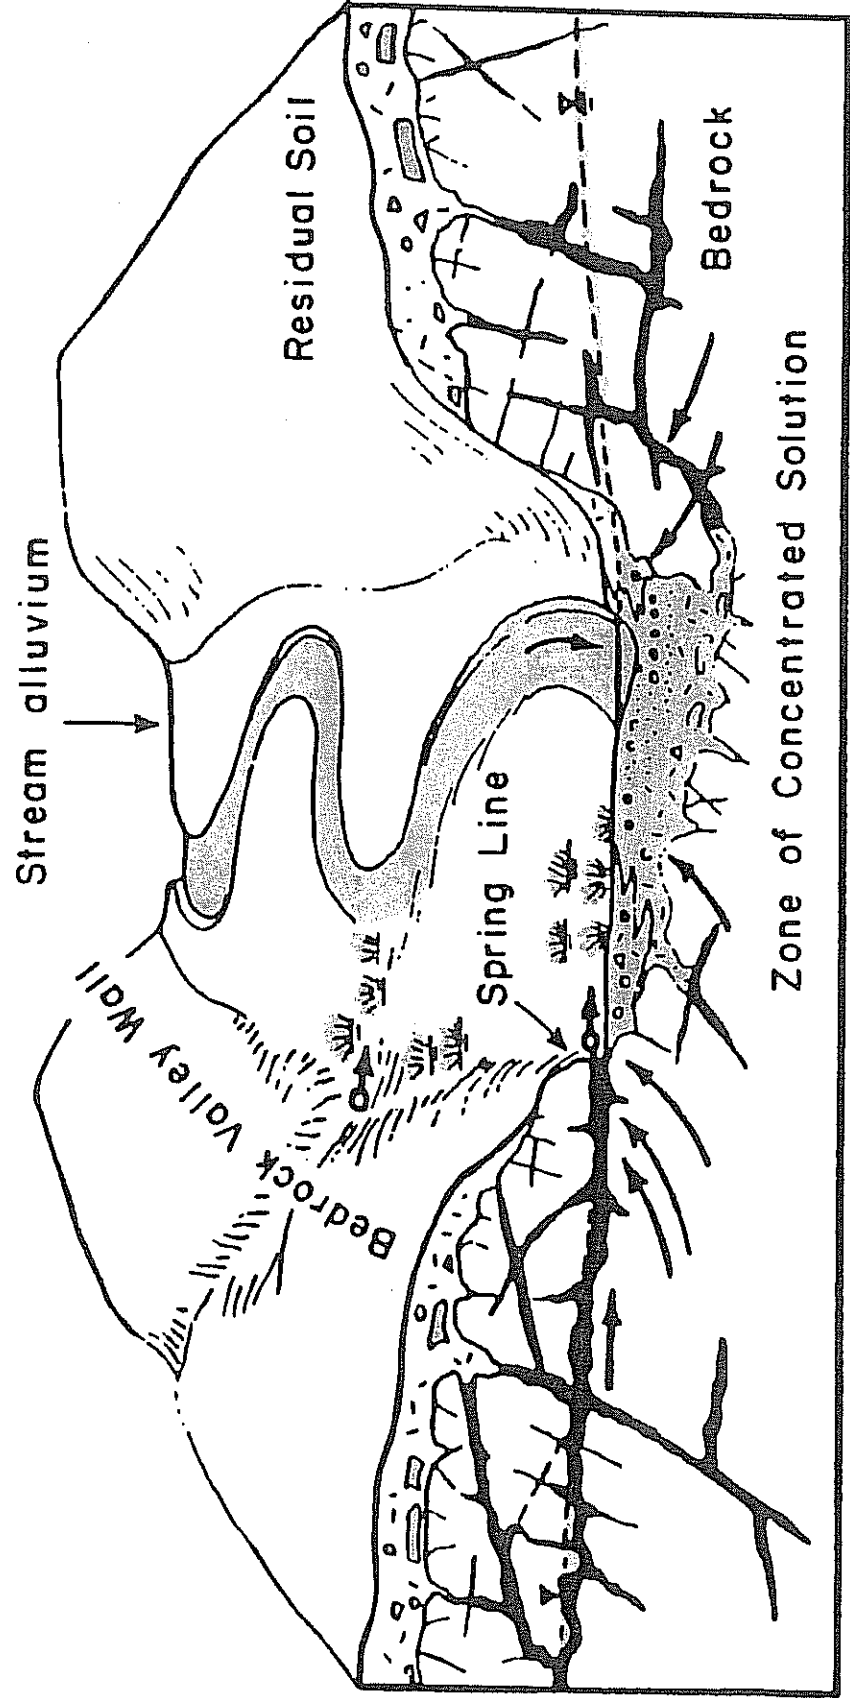 Stream alluvium
Bedrock Valley Wall
Residual Soil
Spring Line
Bedrock
Zone of Concentrated Solution